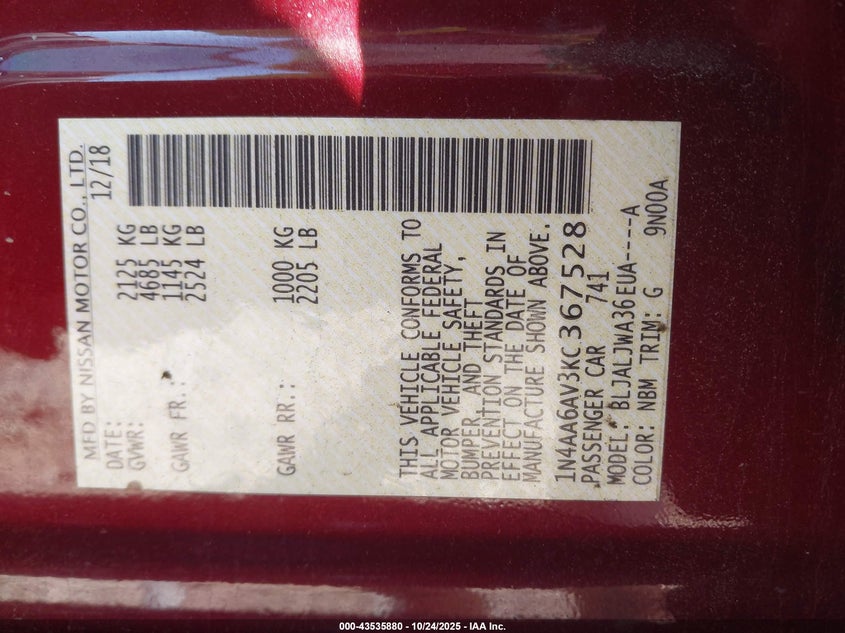 MFD BY NISSAN MOTOR CO., LTD.
DATE: 12/18
GVWR: 2125 KG
4685 LB
GAWR FR.: 1145 KG
2524 LB
GAWR RR.: 1000 KG
2205 LB
THIS VEHICLE CONFORMS TO
ALL APPLICABLE FEDERAL
MOTOR VEHICLE SAFETY,
BUMPER AND THEFT
PREVENTION STANDARDS IN
EFFECT ON THE DATE OF
MANUFACTURE SHOWN ABOVE.
1N4AA6AV3KC367528
PASSENGER CAR 741
MODEL: BLJALJWA36EUA----A
COLOR: NBM TRIM: G 9N00A
000-43535880 - 10/24/2025 - IAA Inc.